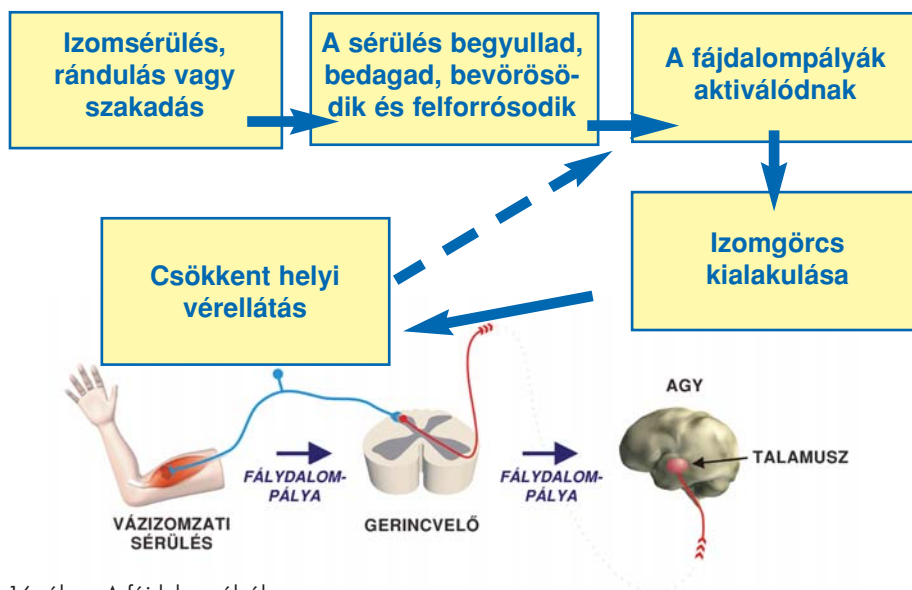 Izomsérülés,
rándulás vagy
szakadás
A sérülés begyullad,
bedagad, bevörösö-
dik és felforrósodik
A fájdalompályák
aktiválódnak
Izomgörcs
kialakulása
Csökkent helyi
vérellátás
AGY
TALAMUSZ
FÁLYDALOM-
PÁLYA
FÁLYDALOM-
PÁLYA
VÁZIZOMZATI
SÉRÜLÉS
GERINCVELŐ